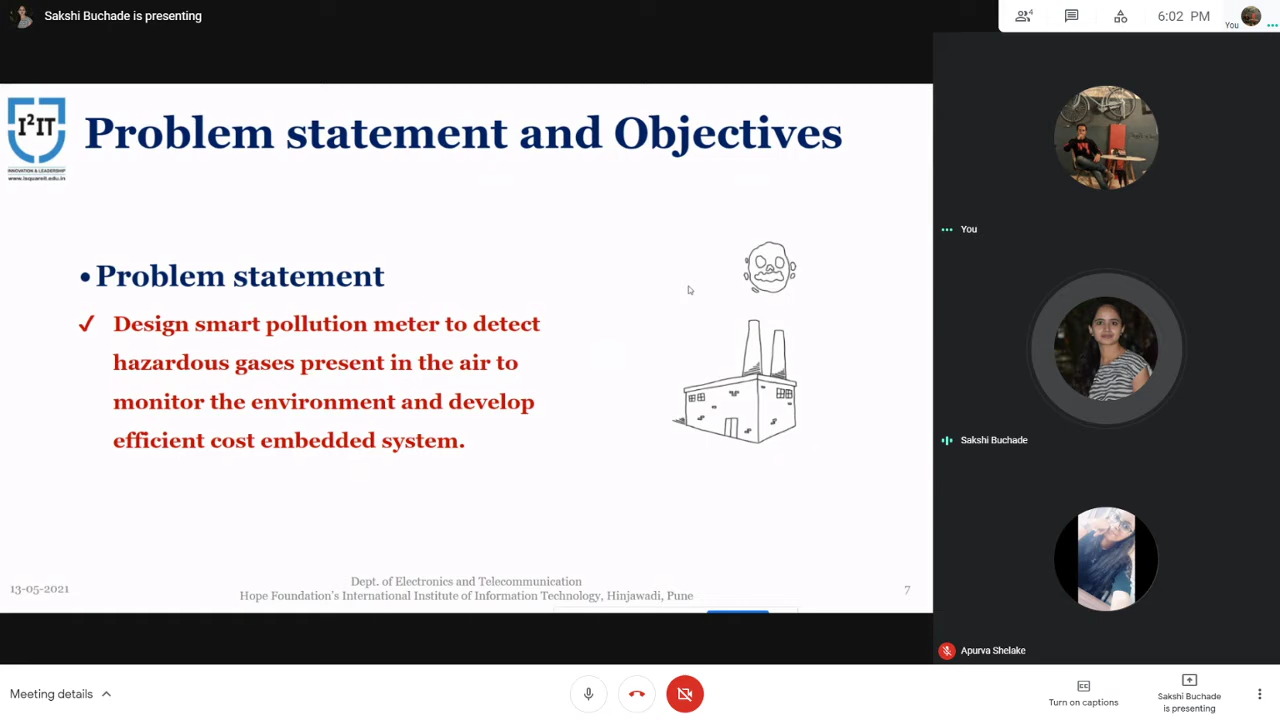 Sakshi Buchade is presenting
4
6:02 PM
You
I²IT
INNOVATION & LEADERSHIP
www.isquareit.edu.in
Problem statement and Objectives
• Problem statement
✓ Design smart pollution meter to detect
hazardous gases present in the air to
monitor the environment and develop
efficient cost embedded system.
13-05-2021
Dept. of Electronics and Telecommunication
Hope Foundation's International Institute of Information Technology, Hinjawadi, Pune
7
You
Sakshi Buchade
Apurva Shelake
Meeting details
CC
Turn on captions
Sakshi Buchade
is presenting